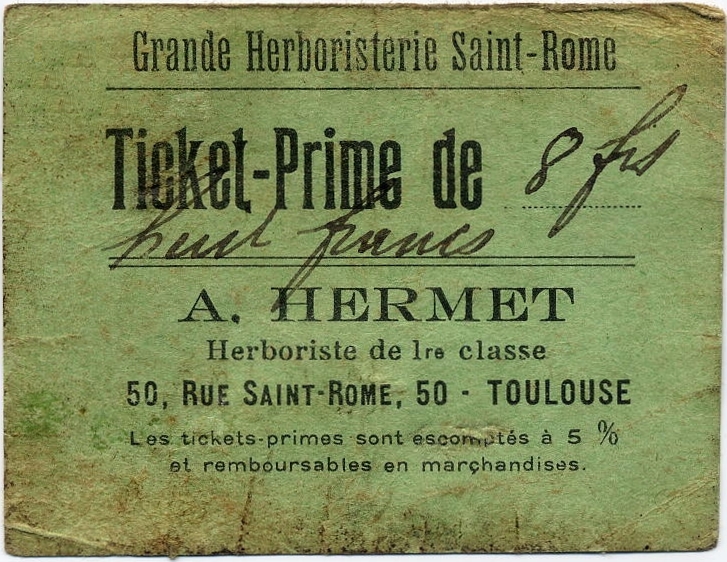 Grande Herboristerie Saint-Rome
Ticket-Prime de 8 frs
huit francs
A. HERMET
Herboriste de 1re classe
50, RUE SAINT-ROME, 50 - TOULOUSE
Les tickets-primes sont escomptés à 5 %
et remboursables en marchandises.